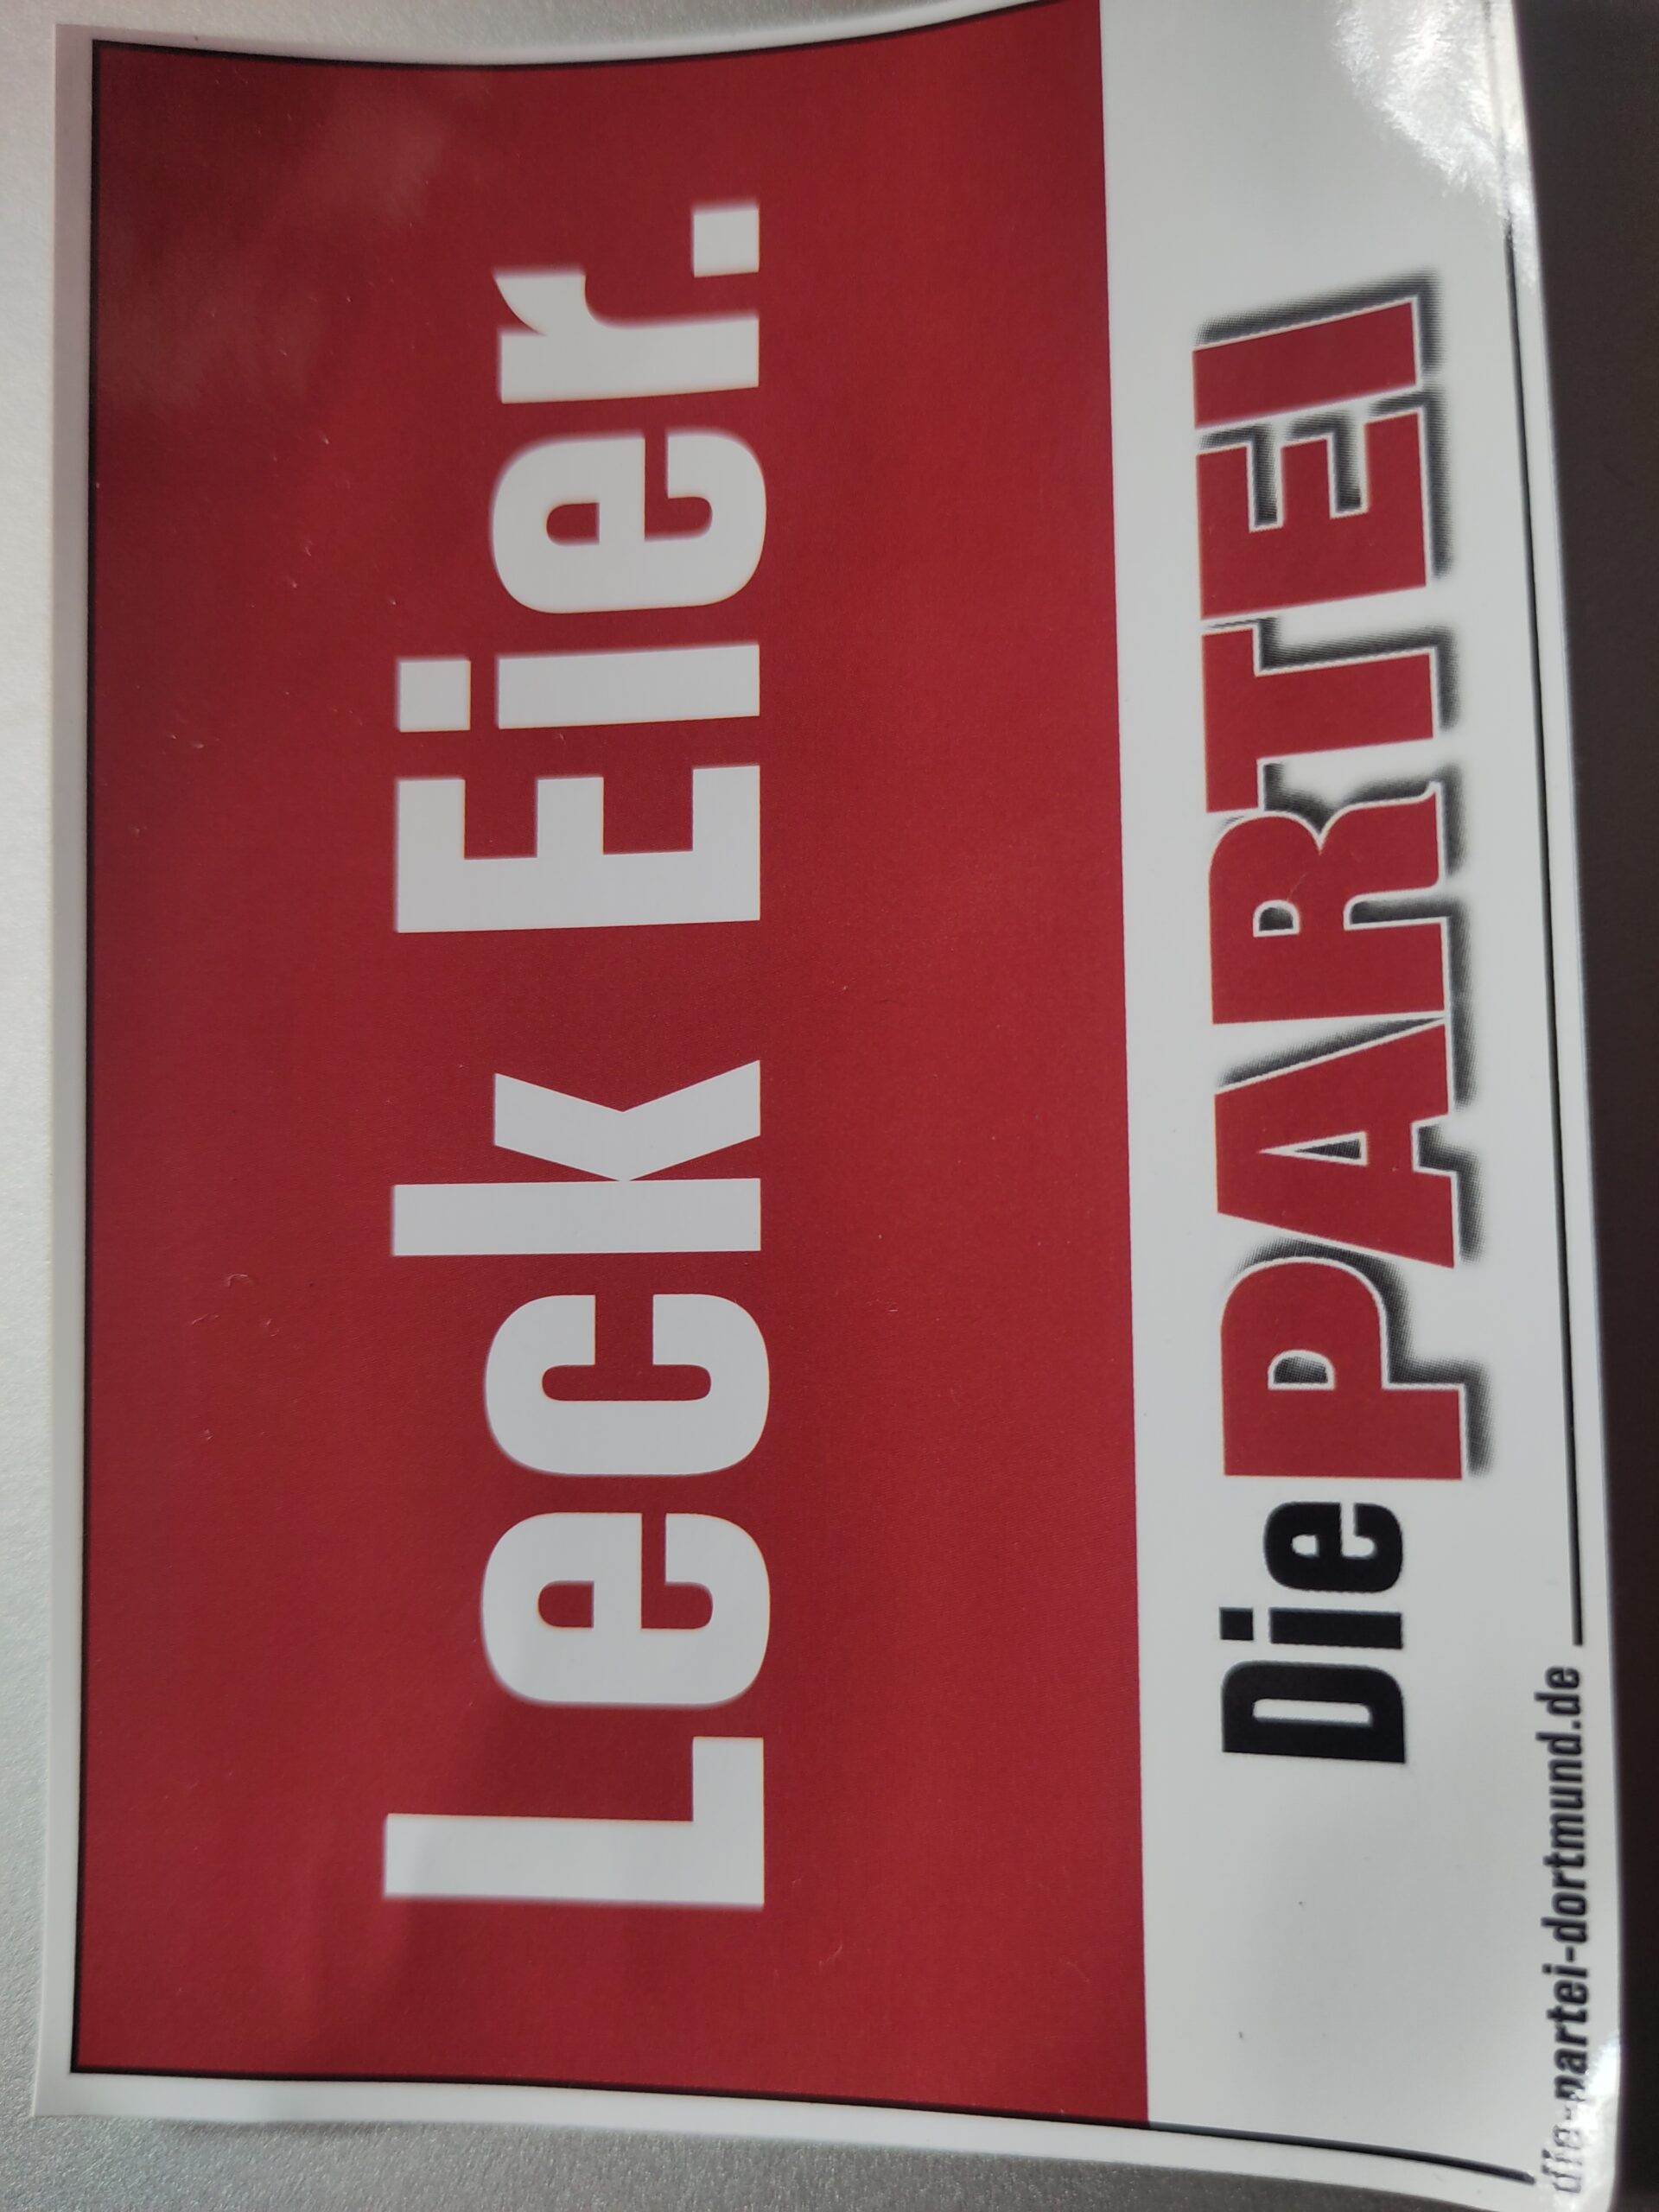 Leck Eier.
Die PARTEI
die-partei-dortmund.de